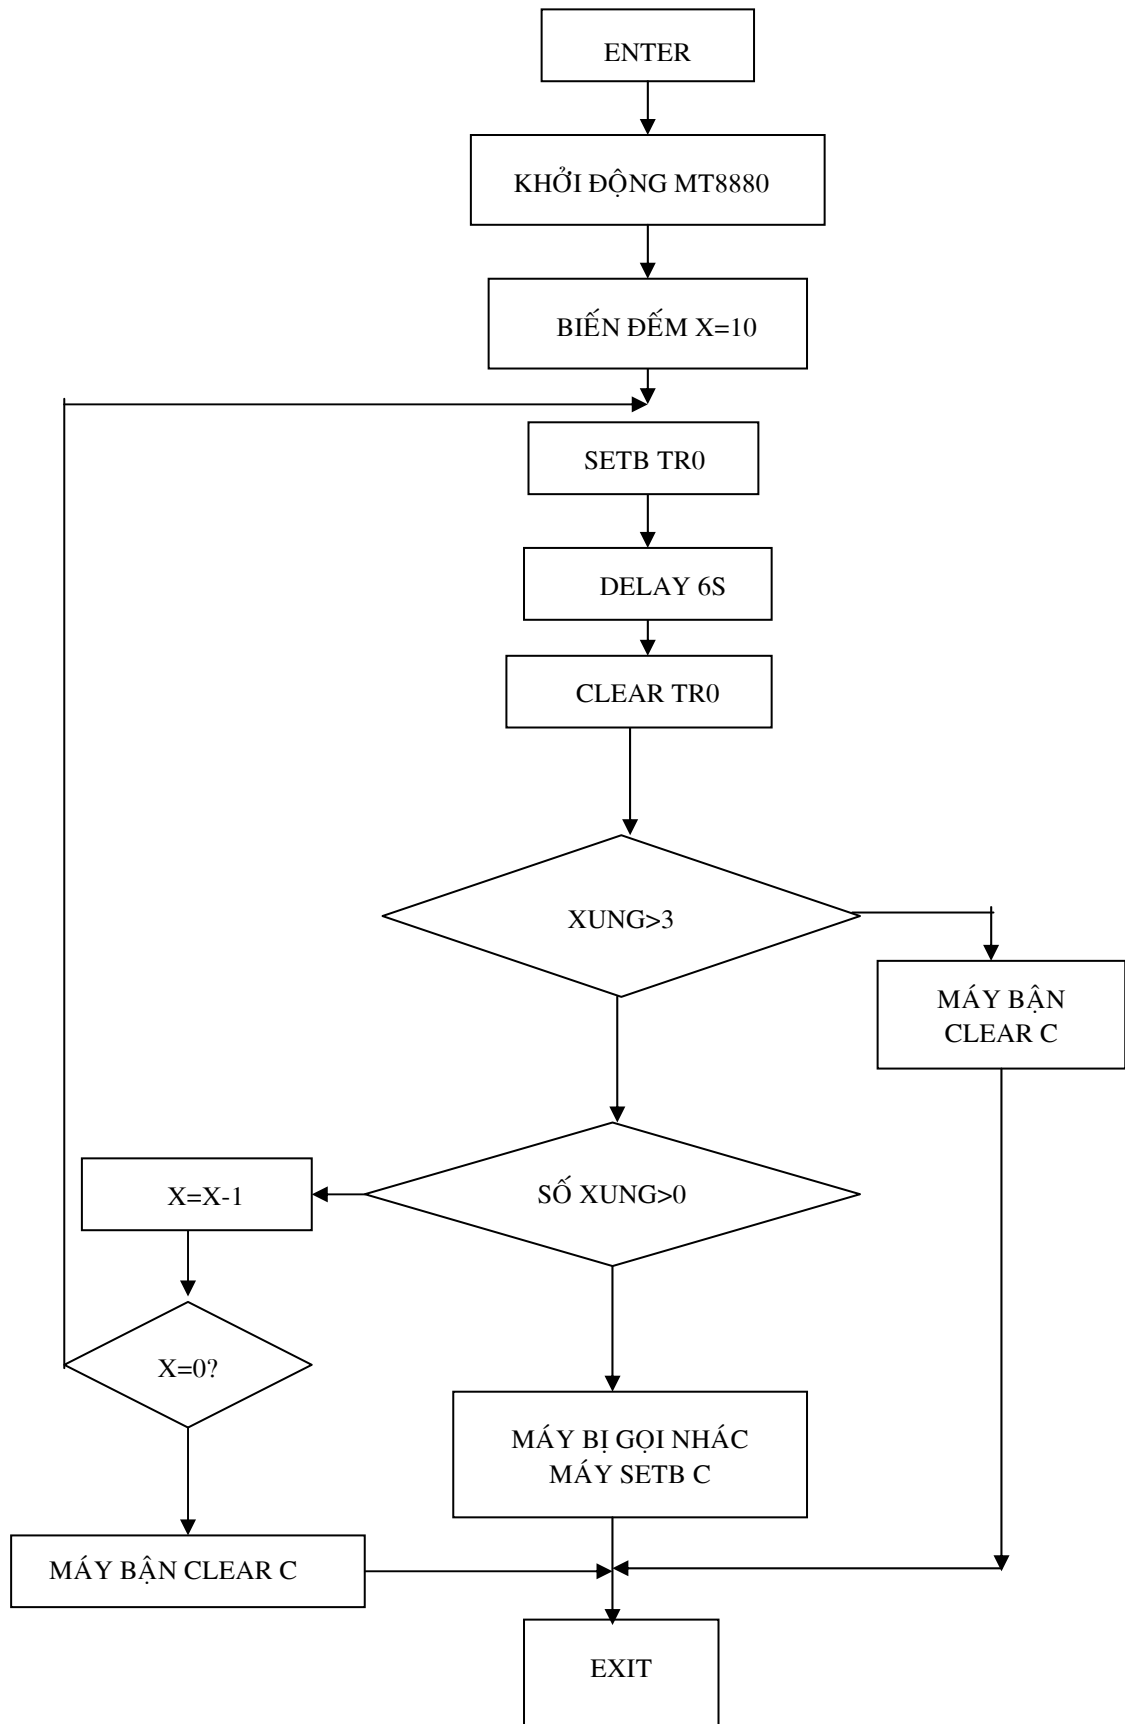 ENTER
KHỞI ĐỘNG MT8880
BIẾN ĐẾM X=10
SETB TR0
DELAY 6S
CLEAR TR0
XUNG>3
MÁY BẬN
CLEAR C
SỐ XUNG>0
X=X-1
X=0?
MÁY BỊ GỌI NHÁC
MÁY SETB C
MÁY BẬN CLEAR C
EXIT